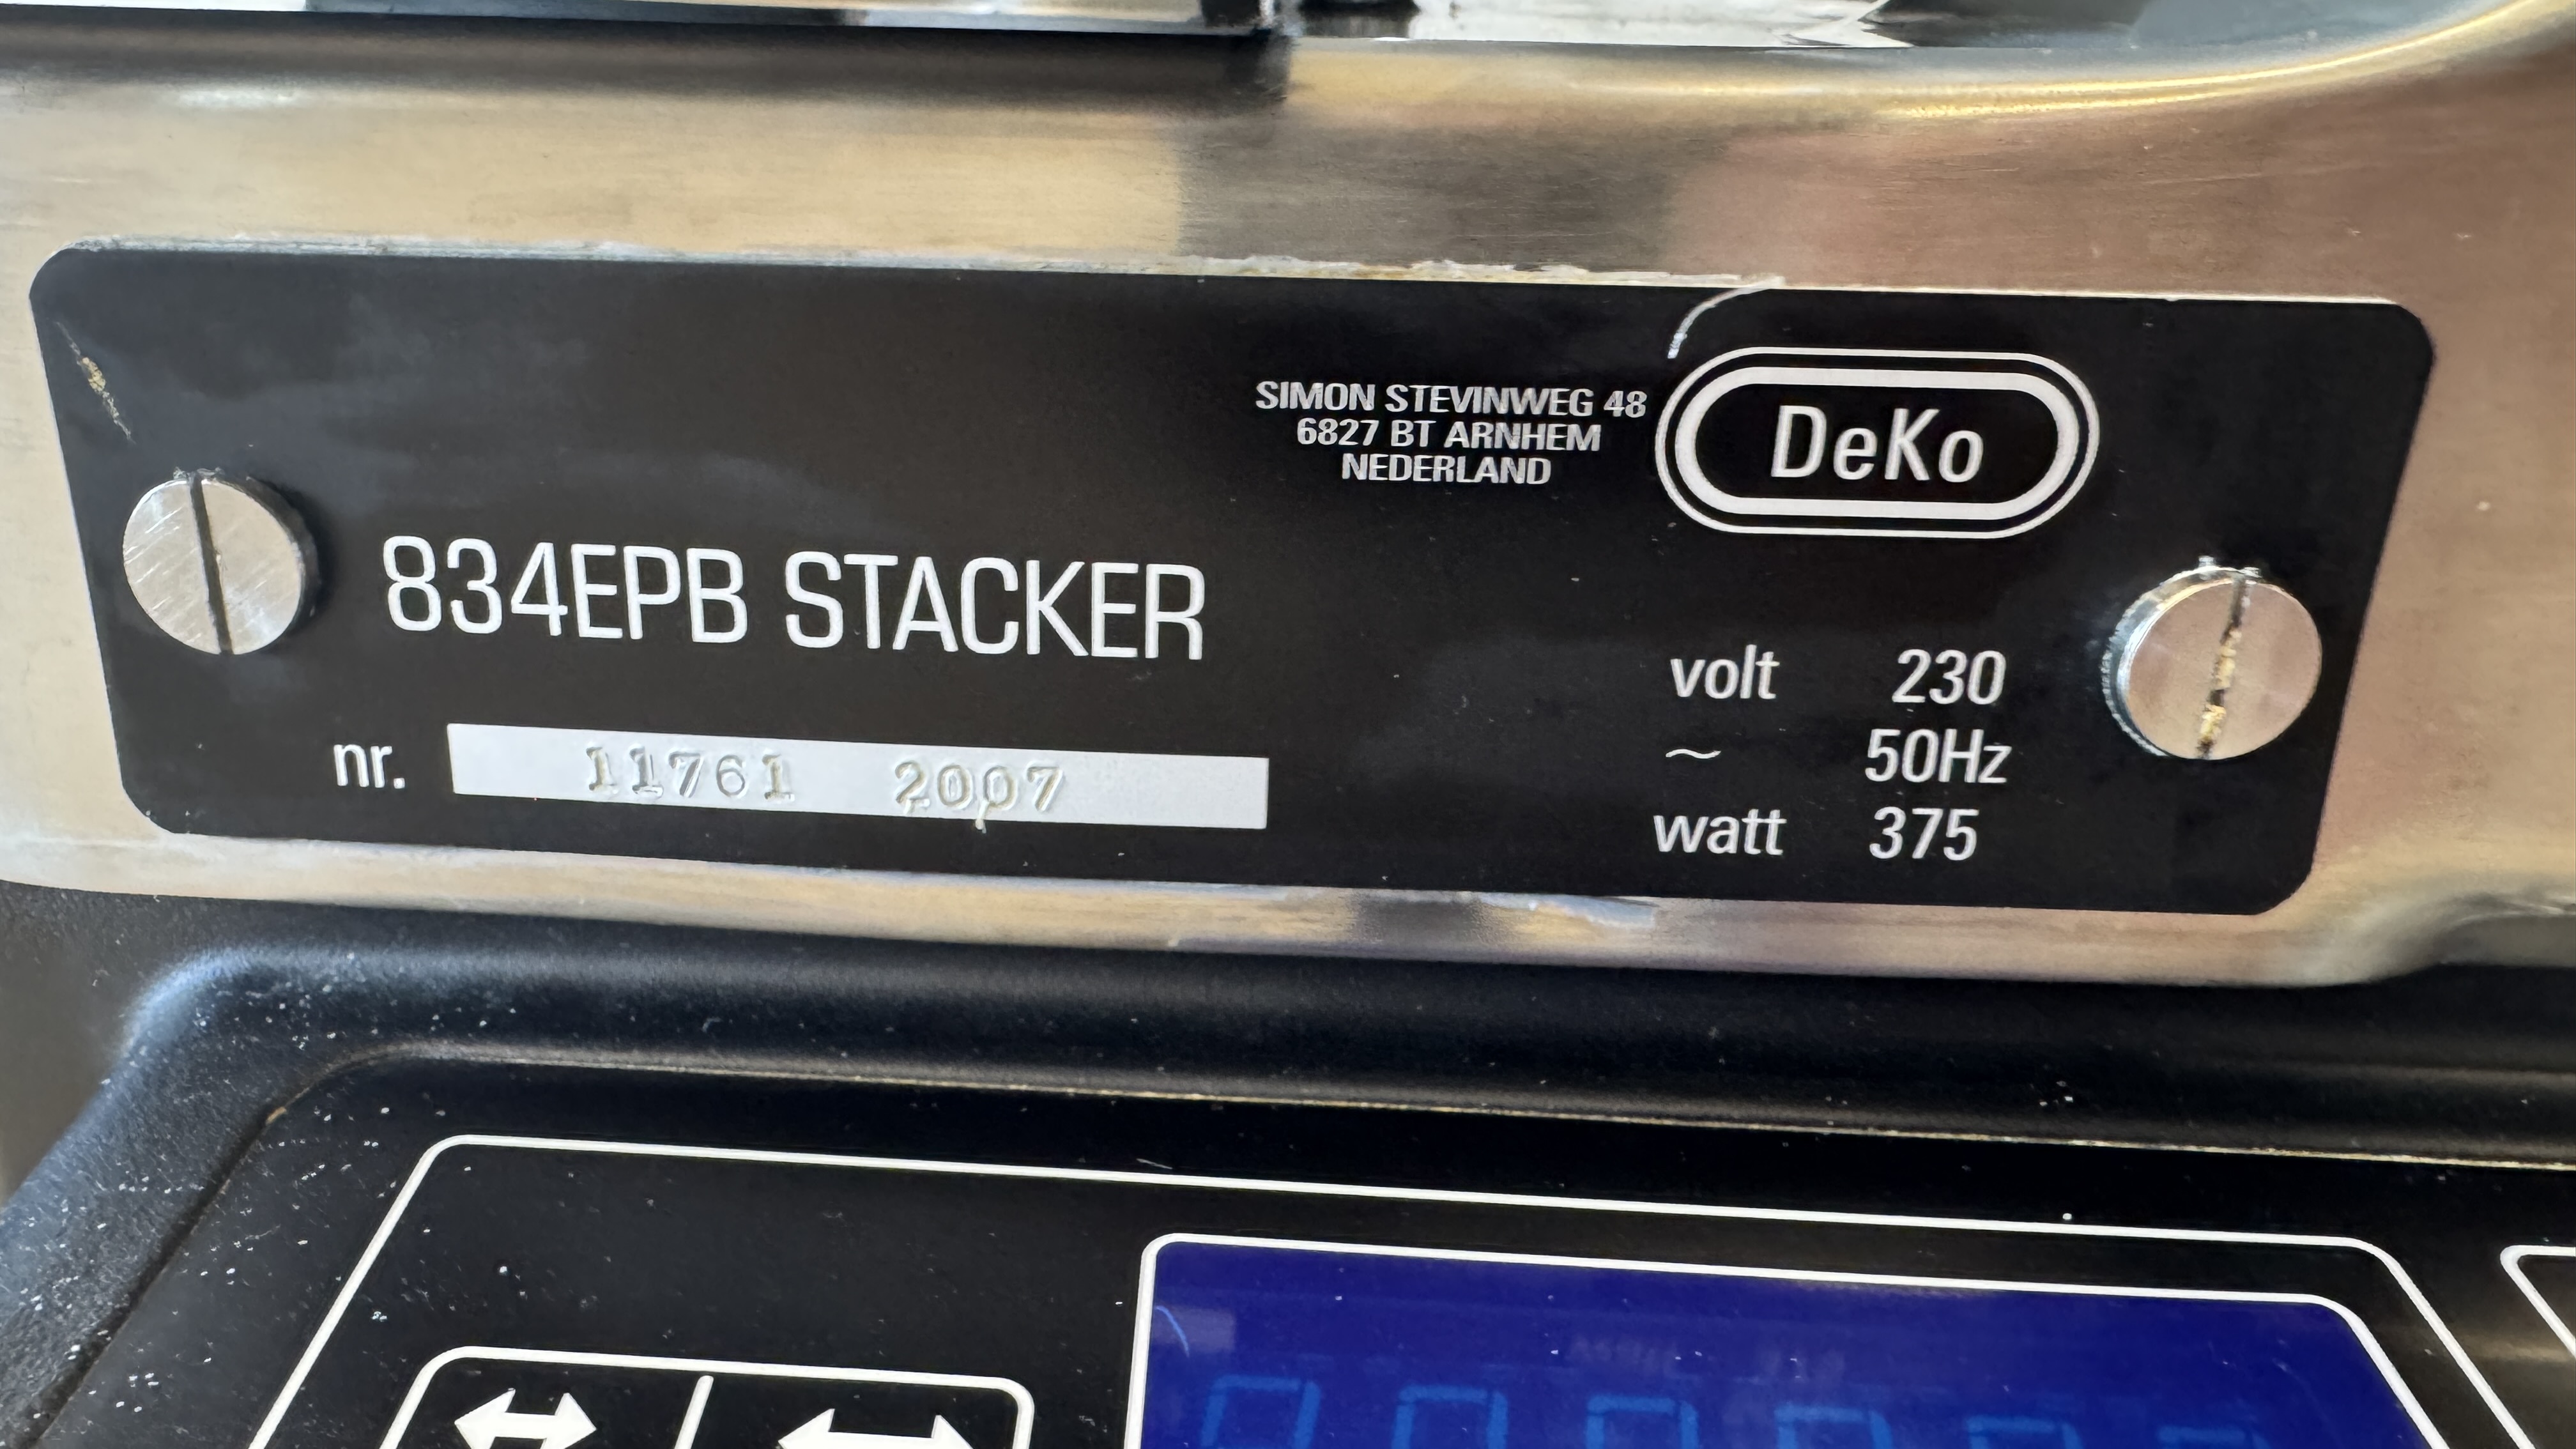 SIMON STEVINWEG 48
6827 BT ARNHEM
NEDERLAND
DeKo
834EPB STACKER
nr. 11761 2007
volt 230
~ 50Hz
watt 375